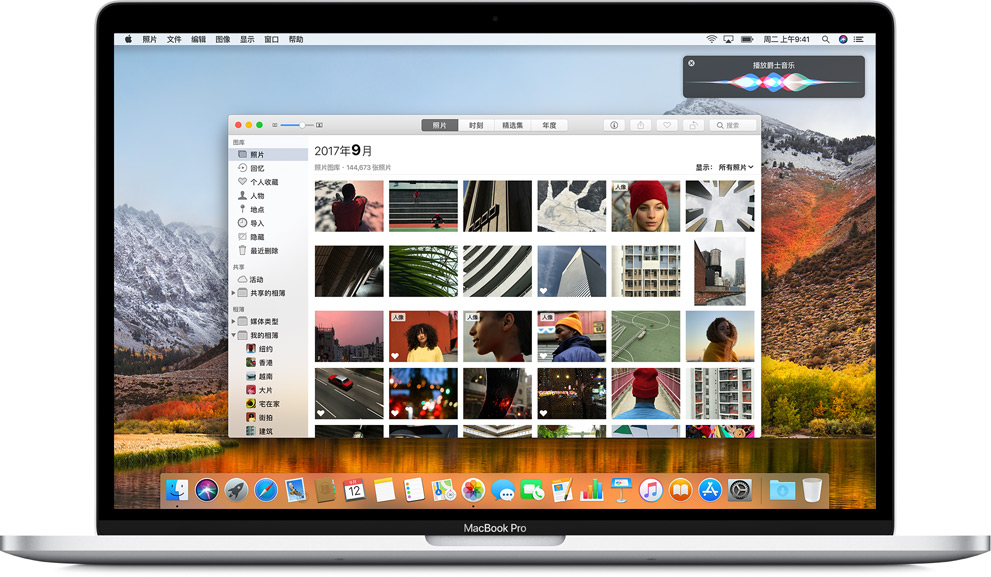 照片 文件 编辑 图像 显示 窗口 帮助 周二 上午9:41
播放爵士音乐
照片 时刻 精选集 年度 搜索
图库
照片
回忆
个人收藏
人物
地点
导入
隐藏
最近删除
共享
活动
共享的相簿
相簿
媒体类型
我的相簿
纽约
香港
越南
大片
宅在家
街拍
建筑
2017年9月
照片图库 · 144,673 张照片 显示: 所有照片
人像
人像 人像 人像
12
MacBook Pro